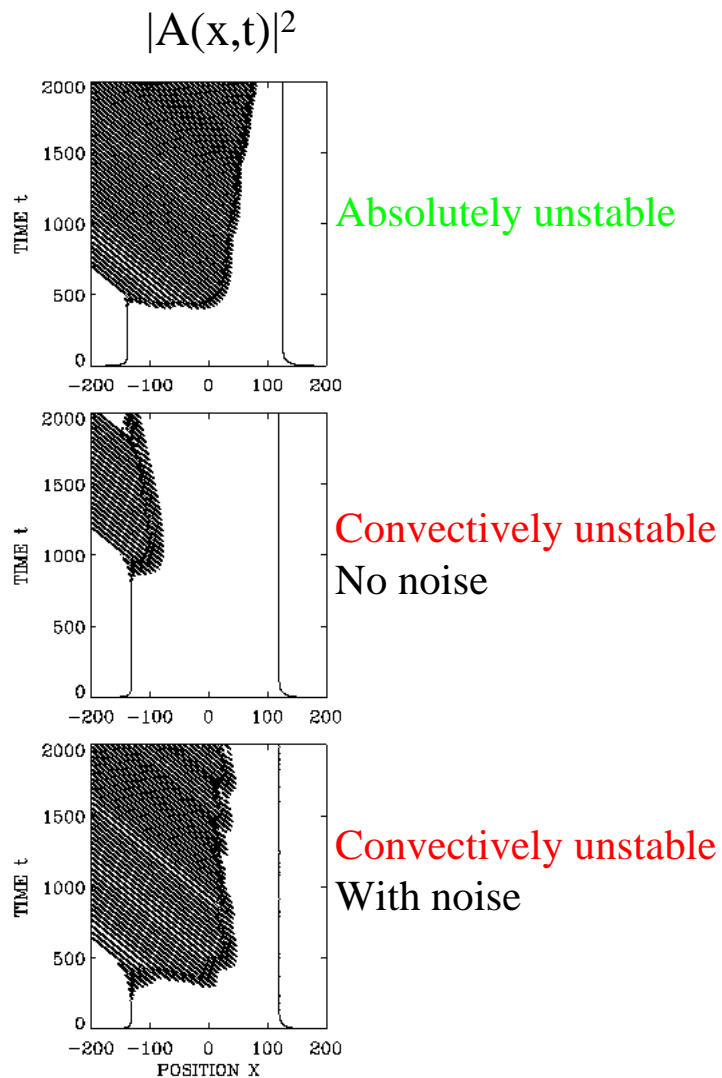 |A(x,t)|²
2000
1500
1000
500
0
TIME t
-200 -100 0 100 200
Absolutely unstable
2000
1500
1000
500
0
TIME t
-200 -100 0 100 200
Convectively unstable
No noise
2000
1500
1000
500
0
TIME t
-200 -100 0 100 200
POSITION X
Convectively unstable
With noise